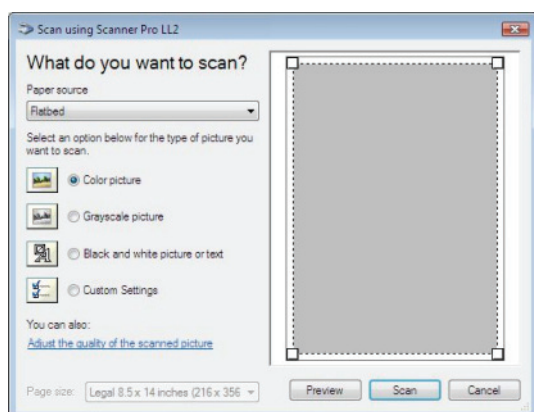 Scan using Scanner Pro LL2
What do you want to scan?
Paper source
Flatbed
Select an option below for the type of picture you
want to scan.
Color picture
Grayscale picture
Black and white picture or text
Custom Settings
You can also:
Adjust the quality of the scanned picture
Page size: Legal 8.5 x 14 inches (216 x 356
Preview Scan Cancel